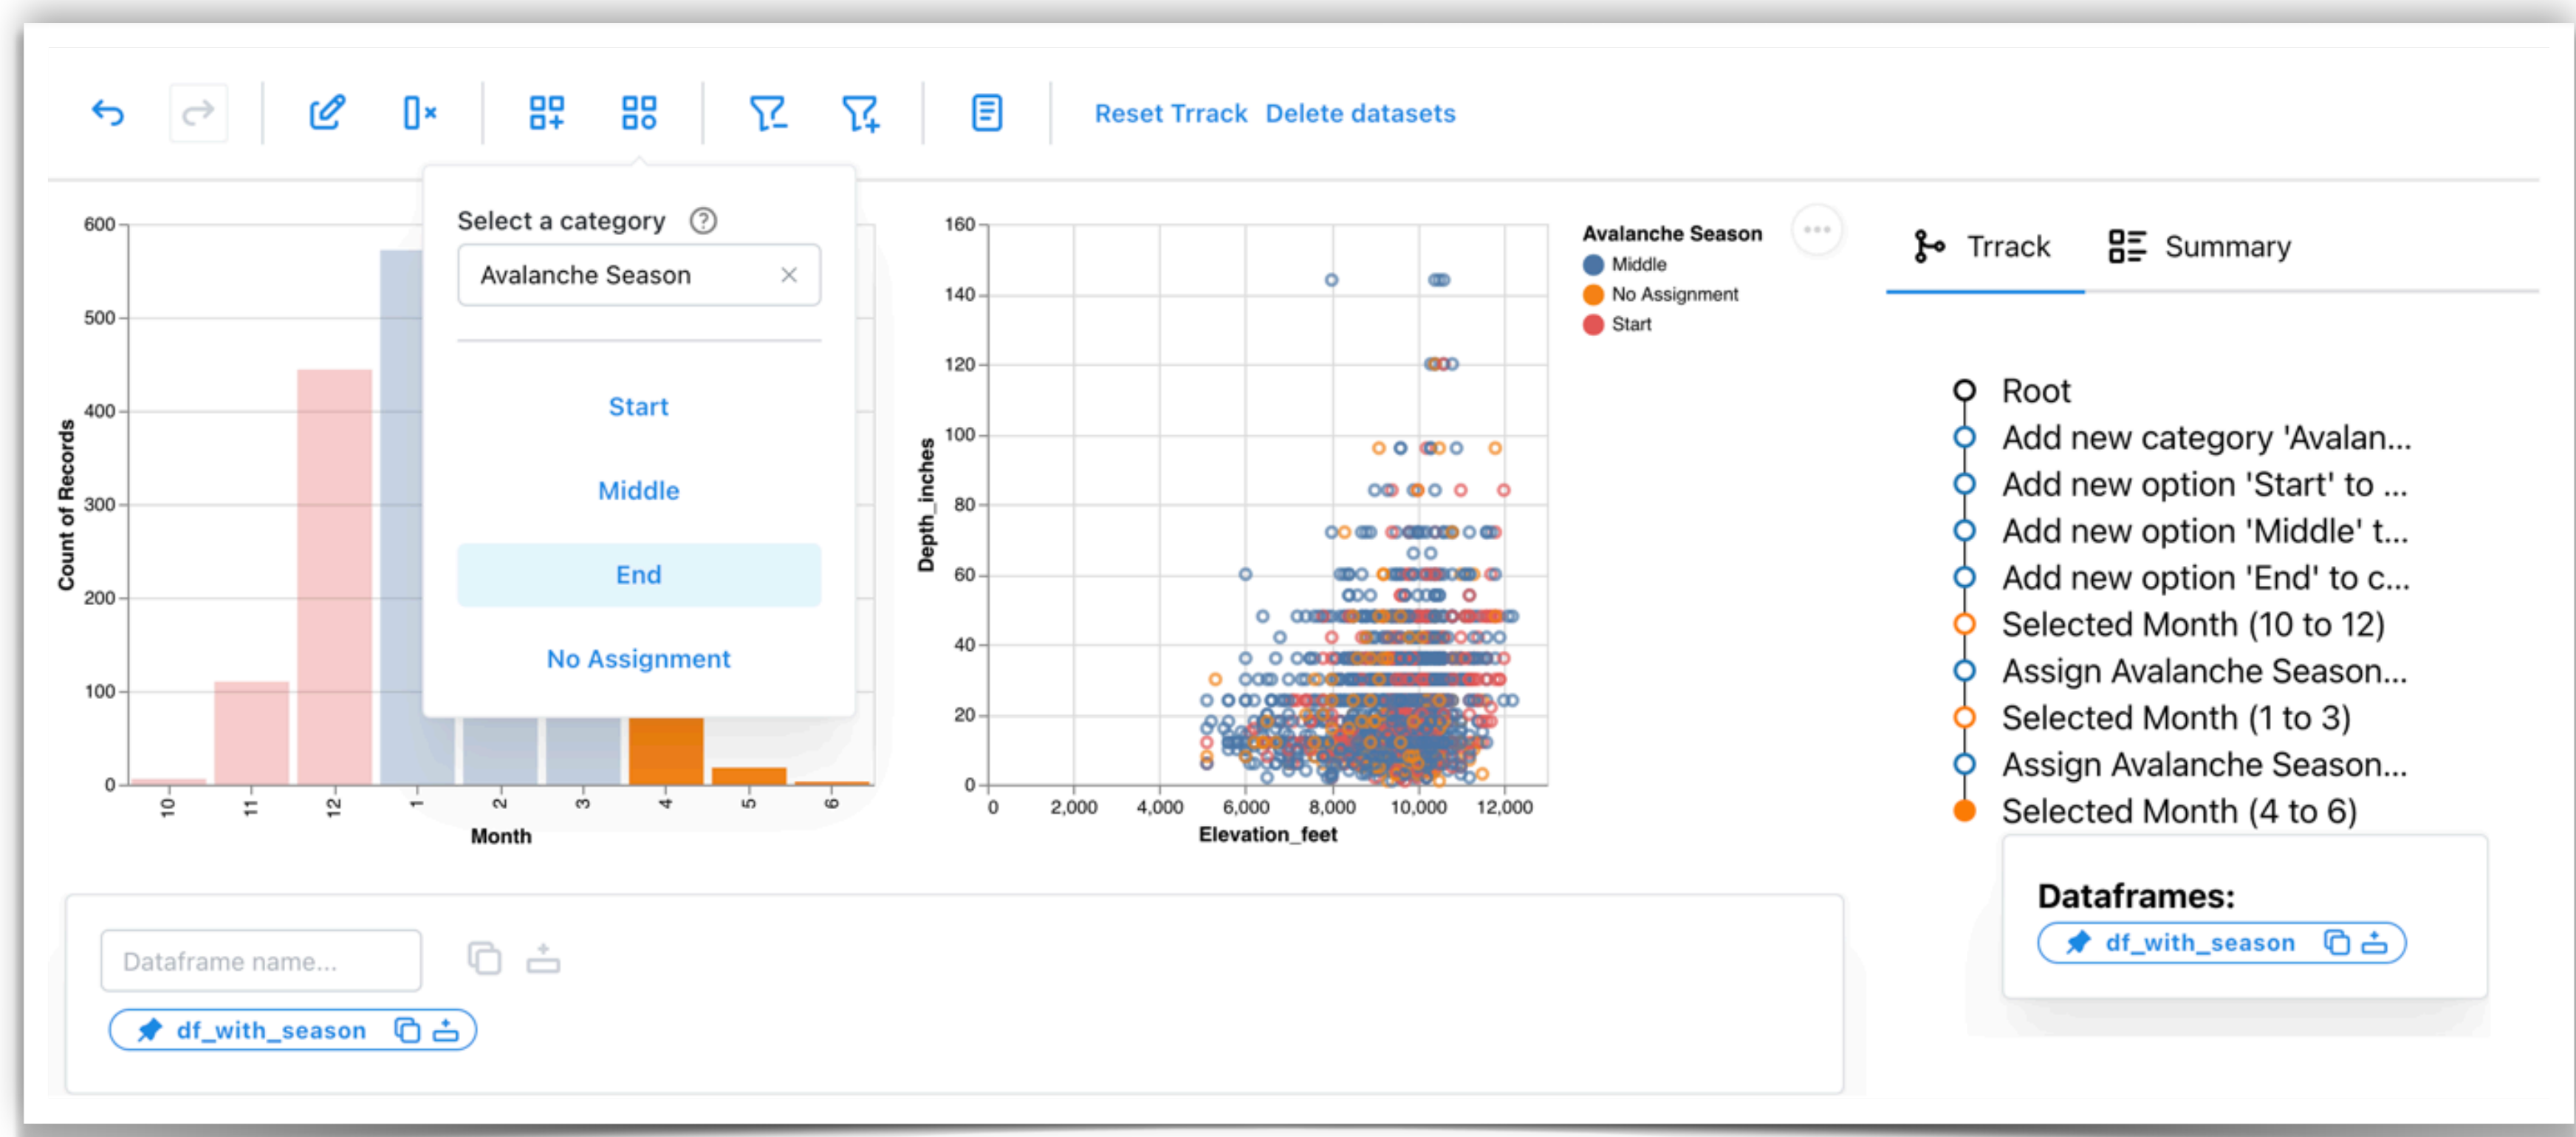 Reset Trrack Delete datasets
Select a category ?
Avalanche Season
Start
Middle
End
No Assignment
600
500
400
300
200
100
0
Count of Records
10 11 12 1 2 3 4 5 6
Month
160
140
120
100
80
60
40
20
0
Depth_inches
0 2,000 4,000 6,000 8,000 10,000 12,000
Elevation_feet
Avalanche Season
Middle
No Assignment
Start
Trrack Summary
Root
Add new category 'Avalan...
Add new option 'Start' to ...
Add new option 'Middle' t...
Add new option 'End' to c...
Selected Month (10 to 12)
Assign Avalanche Season...
Selected Month (1 to 3)
Assign Avalanche Season...
Selected Month (4 to 6)
Dataframes:
df_with_season
Dataframe name...
df_with_season